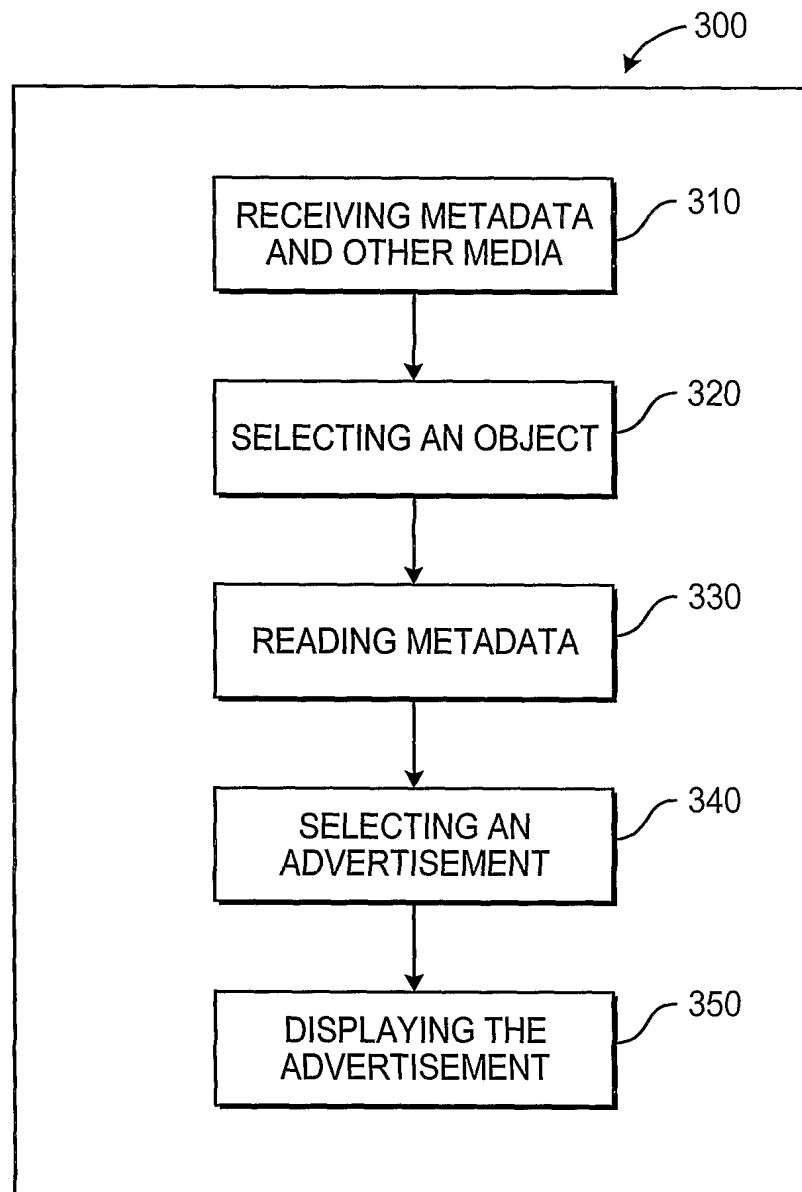 300
RECEIVING METADATA
AND OTHER MEDIA
310
SELECTING AN OBJECT
320
READING METADATA
330
SELECTING AN
ADVERTISEMENT
340
DISPLAYING THE
ADVERTISEMENT
350